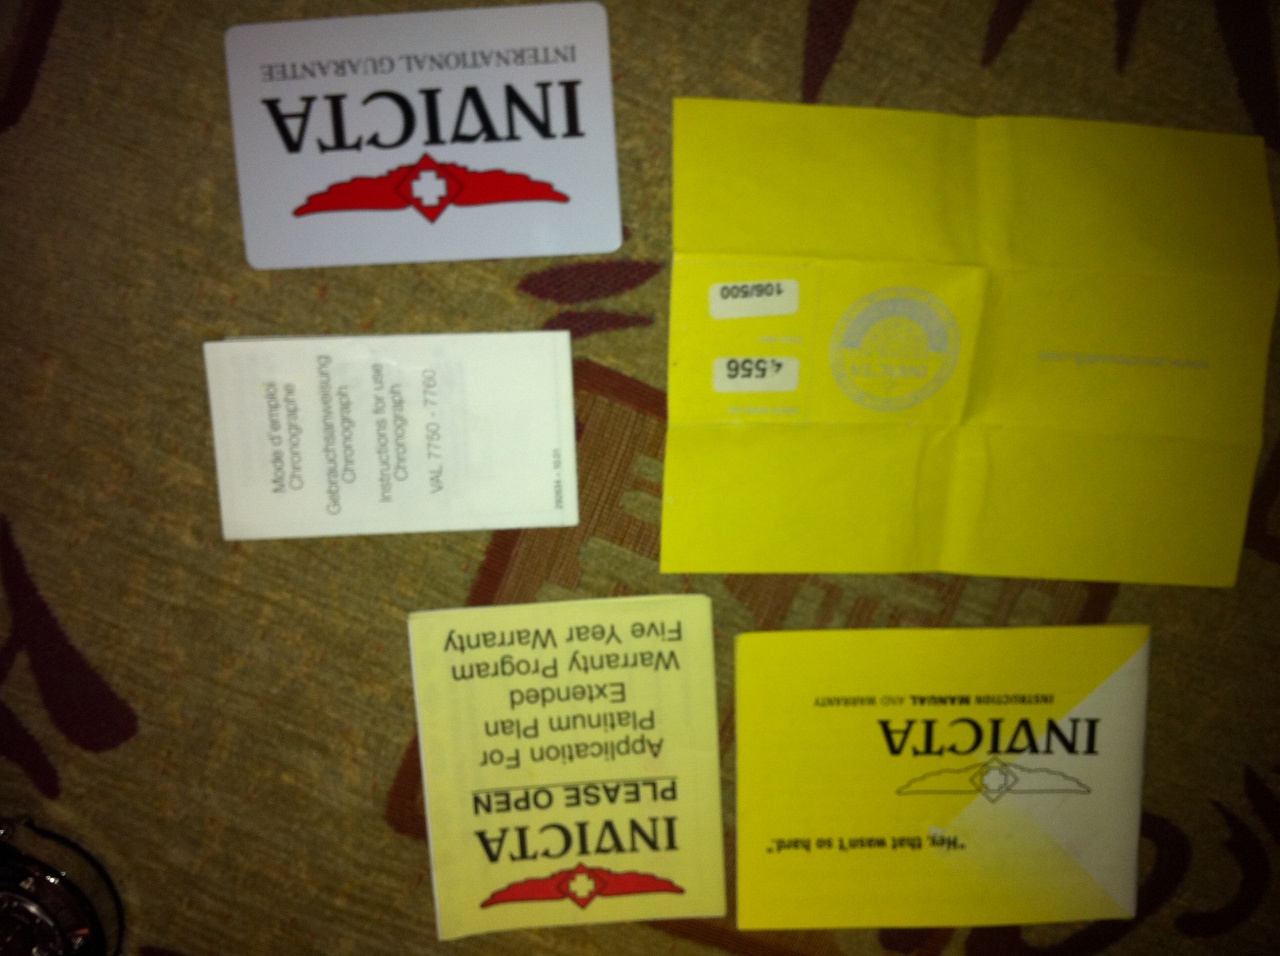 INVICTA
INTERNATIONAL GUARANTEE
Mode d'emploi
Chronographe
Gebrauchsanweisung
Chronograph
Instructions for use
Chronograph
VAL 7750 - 7760
4556
106/500
INVICTA
INVICTA
PLEASE OPEN
Application For
Platinum Plan
Extended
Warranty Program
Five Year Warranty
"Hey, that wasn't so hard."
INVICTA
INSTRUCTION MANUAL AND WARRANTY